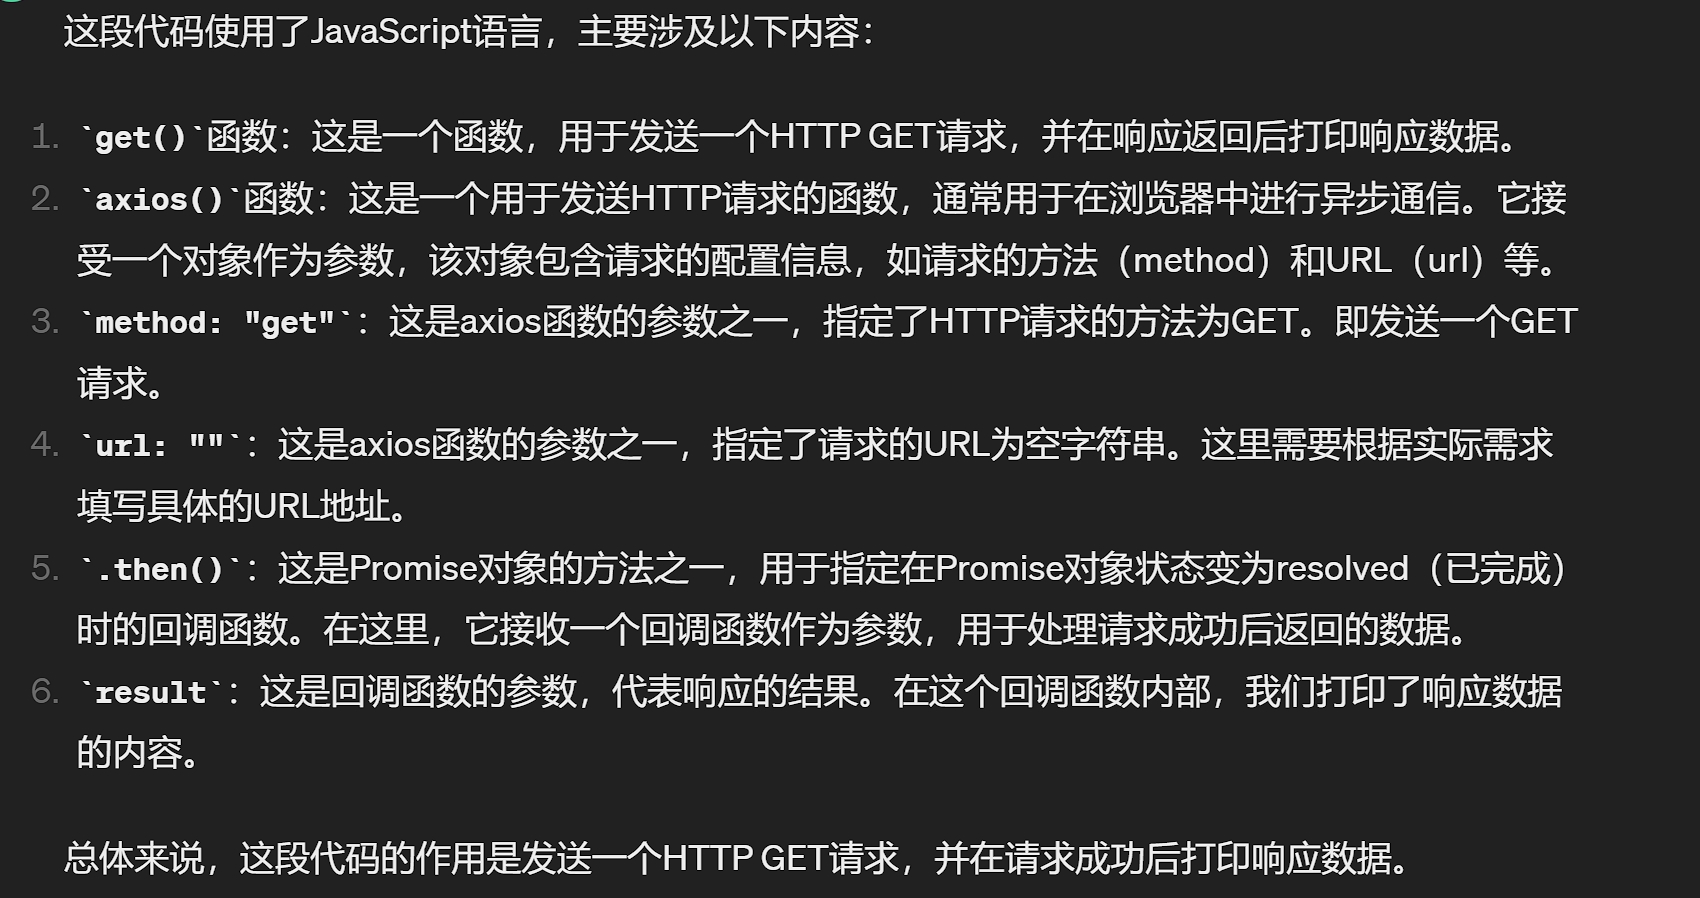 这段代码使用了JavaScript语言，主要涉及以下内容：
1. `get()`函数：这是一个函数，用于发送一个HTTP GET请求，并在响应返回后打印响应数据。
2. `axios()`函数：这是一个用于发送HTTP请求的函数，通常用于在浏览器中进行异步通信。它接
受一个对象作为参数，该对象包含请求的配置信息，如请求的方法（method）和URL（url）等。
3. `method: "get"`：这是axios函数的参数之一，指定了HTTP请求的方法为GET。即发送一个GET
请求。
4. `url: ""`：这是axios函数的参数之一，指定了请求的URL为空字符串。这里需要根据实际需求
填写具体的URL地址。
5. `.then()`：这是Promise对象的方法之一，用于指定在Promise对象状态变为resolved（已完成）
时的回调函数。在这里，它接收一个回调函数作为参数，用于处理请求成功后返回的数据。
6. `result`：这是回调函数的参数，代表响应的结果。在这个回调函数内部，我们打印了响应数据
的内容。
总体来说，这段代码的作用是发送一个HTTP GET请求，并在请求成功后打印响应数据。